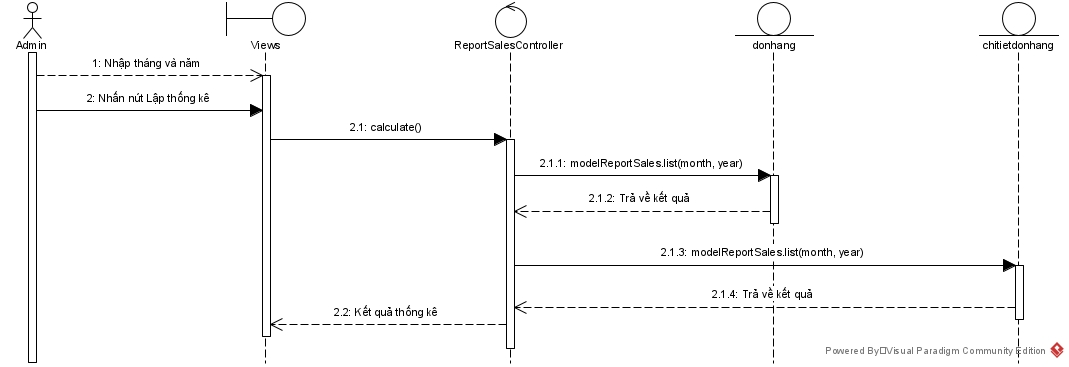 Admin
Views
ReportSalesController
donhang
chitietdonhang
1: Nhập tháng và năm
2: Nhấn nút Lập thống kê
2.1: calculate()
2.1.1: modelReportSales.list(month, year)
2.1.2: Trả về kết quả
2.1.3: modelReportSales.list(month, year)
2.1.4: Trả về kết quả
2.2: Kết quả thống kê
Powered By Visual Paradigm Community Edition